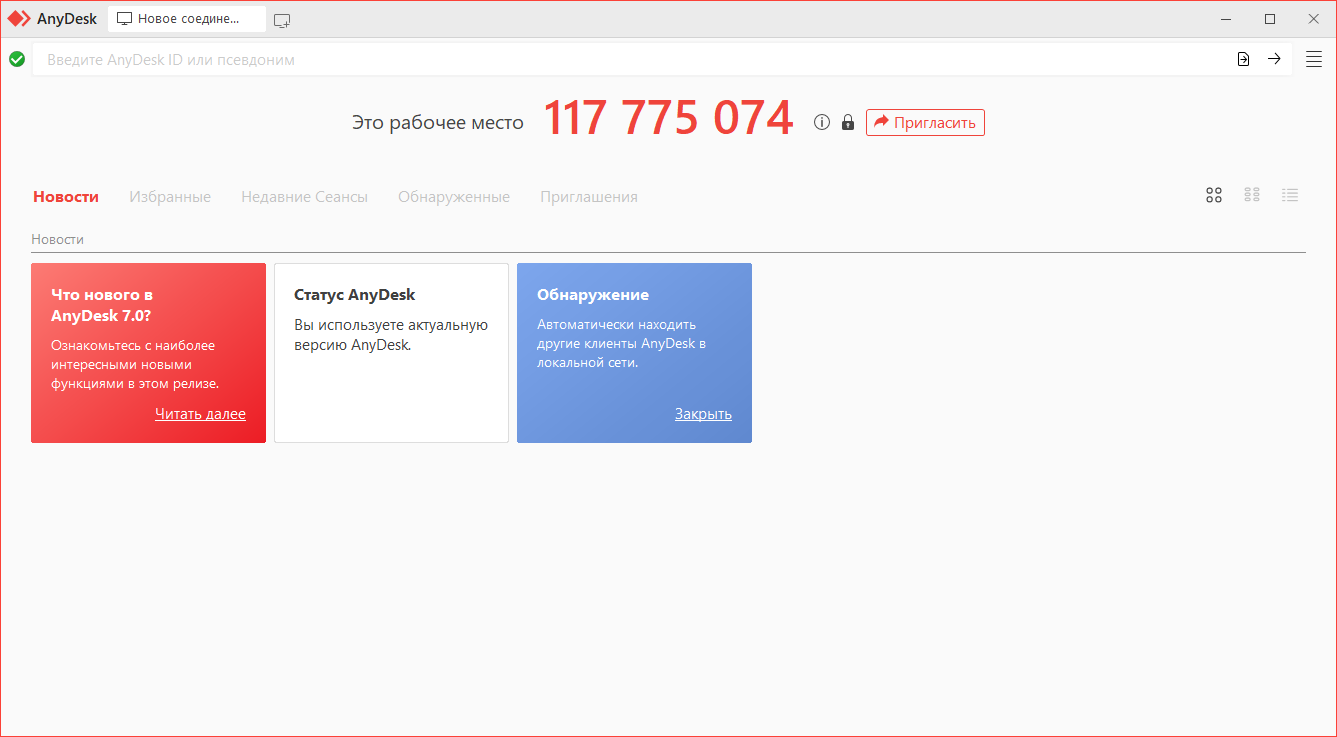 AnyDesk
Новое соедине...
Введите AnyDesk ID или псевдоним
Это рабочее место 117 775 074 Пригласить
Новости Избранные Недавние Сеансы Обнаруженные Приглашения
Новости
Что нового в
AnyDesk 7.0?
Ознакомьтесь с наиболее
интересными новыми
функциями в этом релизе.
Читать далее
Статус AnyDesk
Вы используете актуальную
версию AnyDesk.
Обнаружение
Автоматически находить
другие клиенты AnyDesk в
локальной сети.
Закрыть